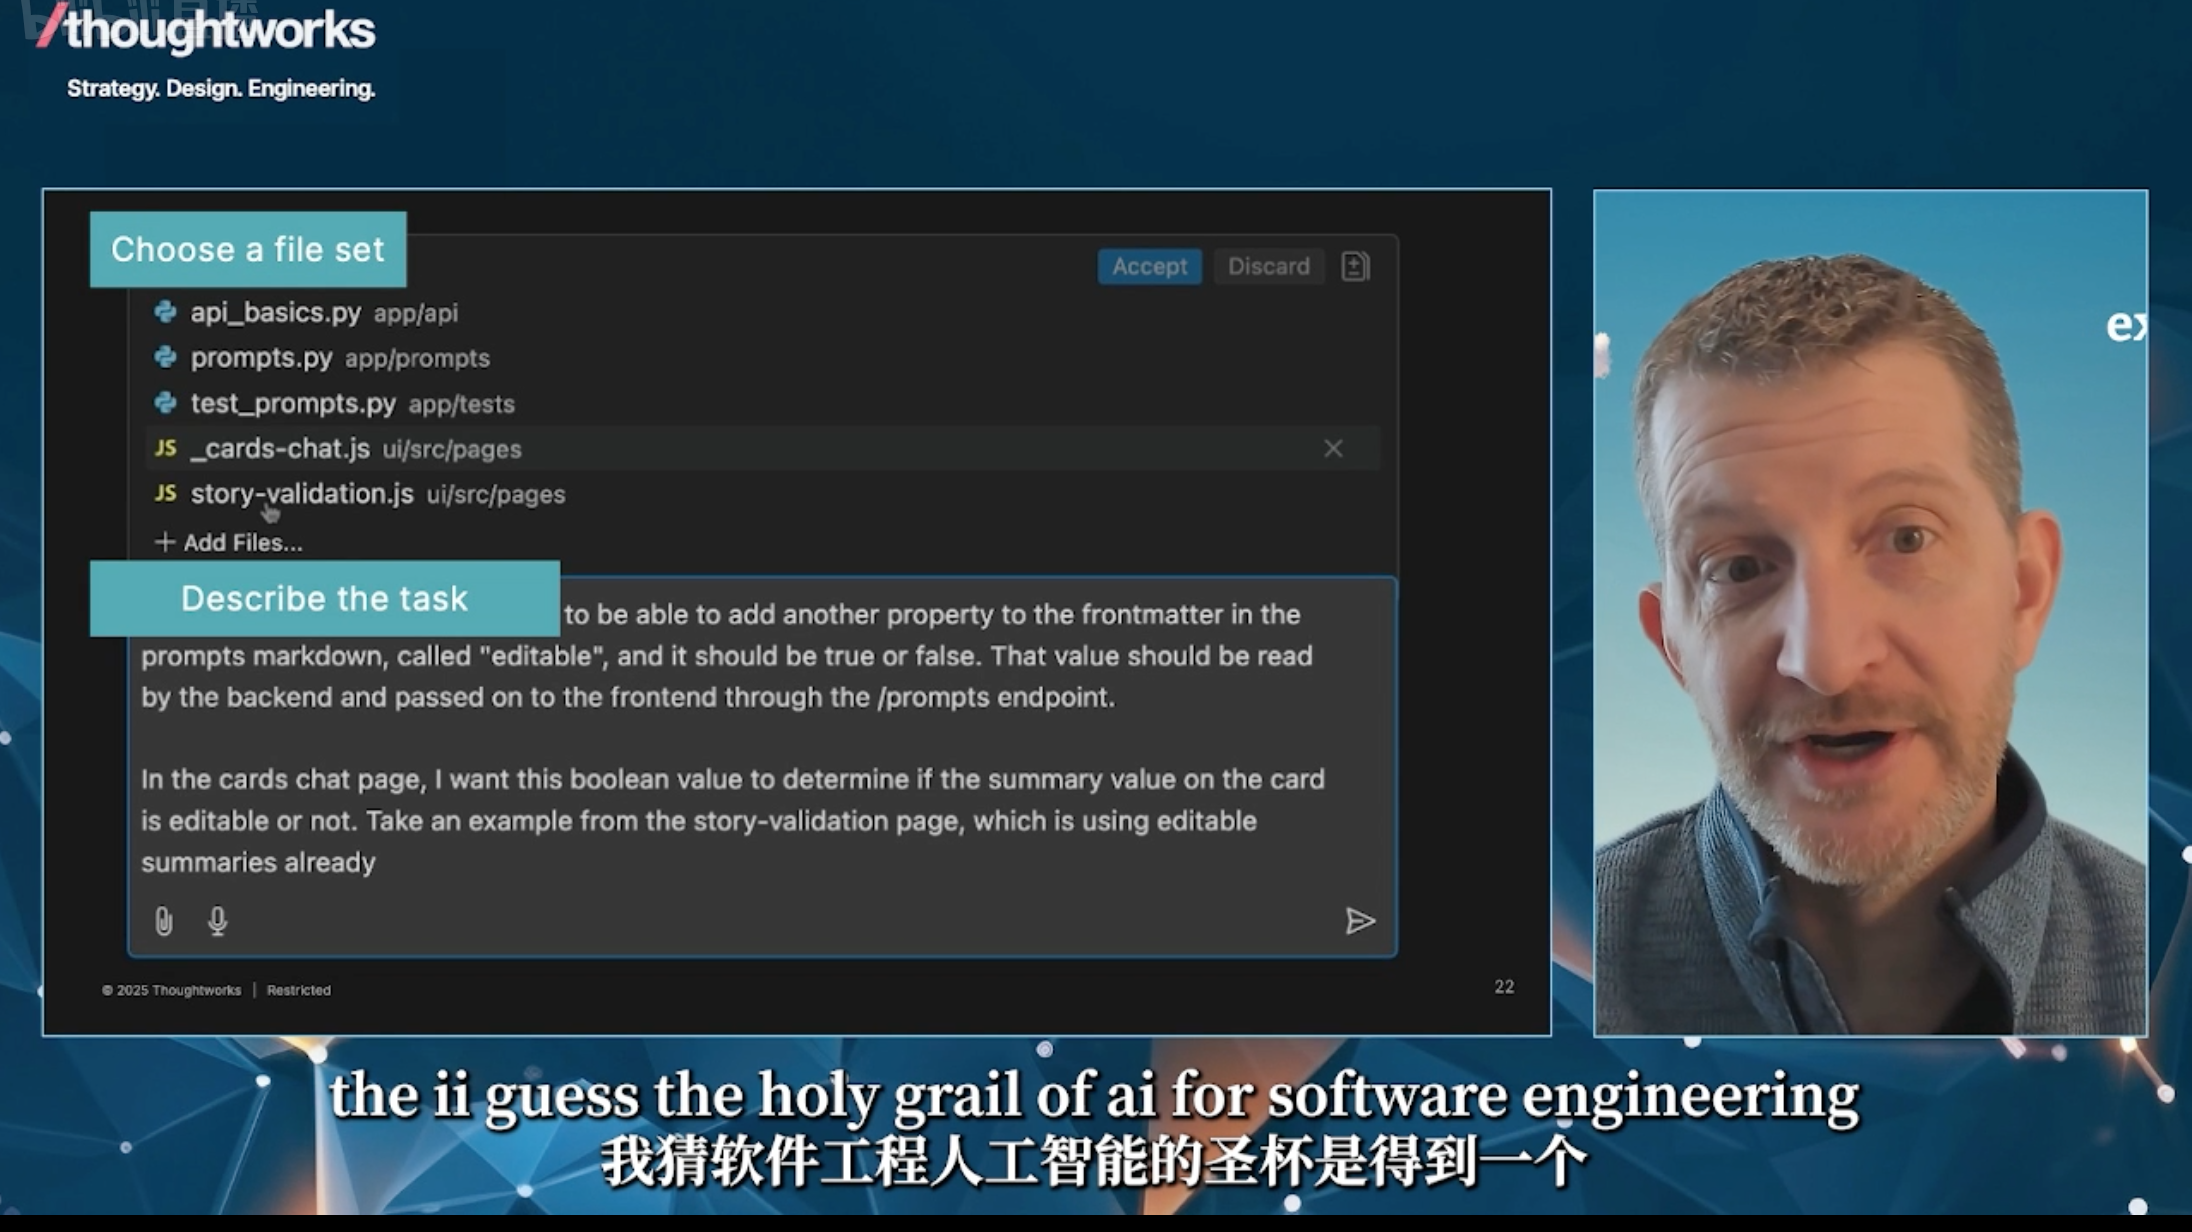 /thoughtworks
Strategy. Design. Engineering.
Choose a file set
Accept Discard
api_basics.py app/api
prompts.py app/prompts
test_prompts.py app/tests
JS _cards-chat.js ui/src/pages
JS story-validation.js ui/src/pages
+ Add Files...
Describe the task
to be able to add another property to the frontmatter in the
prompts markdown, called "editable", and it should be true or false. That value should be read
by the backend and passed on to the frontend through the /prompts endpoint.
In the cards chat page, I want this boolean value to determine if the summary value on the card
is editable or not. Take an example from the story-validation page, which is using editable
summaries already
© 2025 Thoughtworks | Restricted
22
ex
the ii guess the holy grail of ai for software engineering
我猜软件工程人工智能的圣杯是得到一个